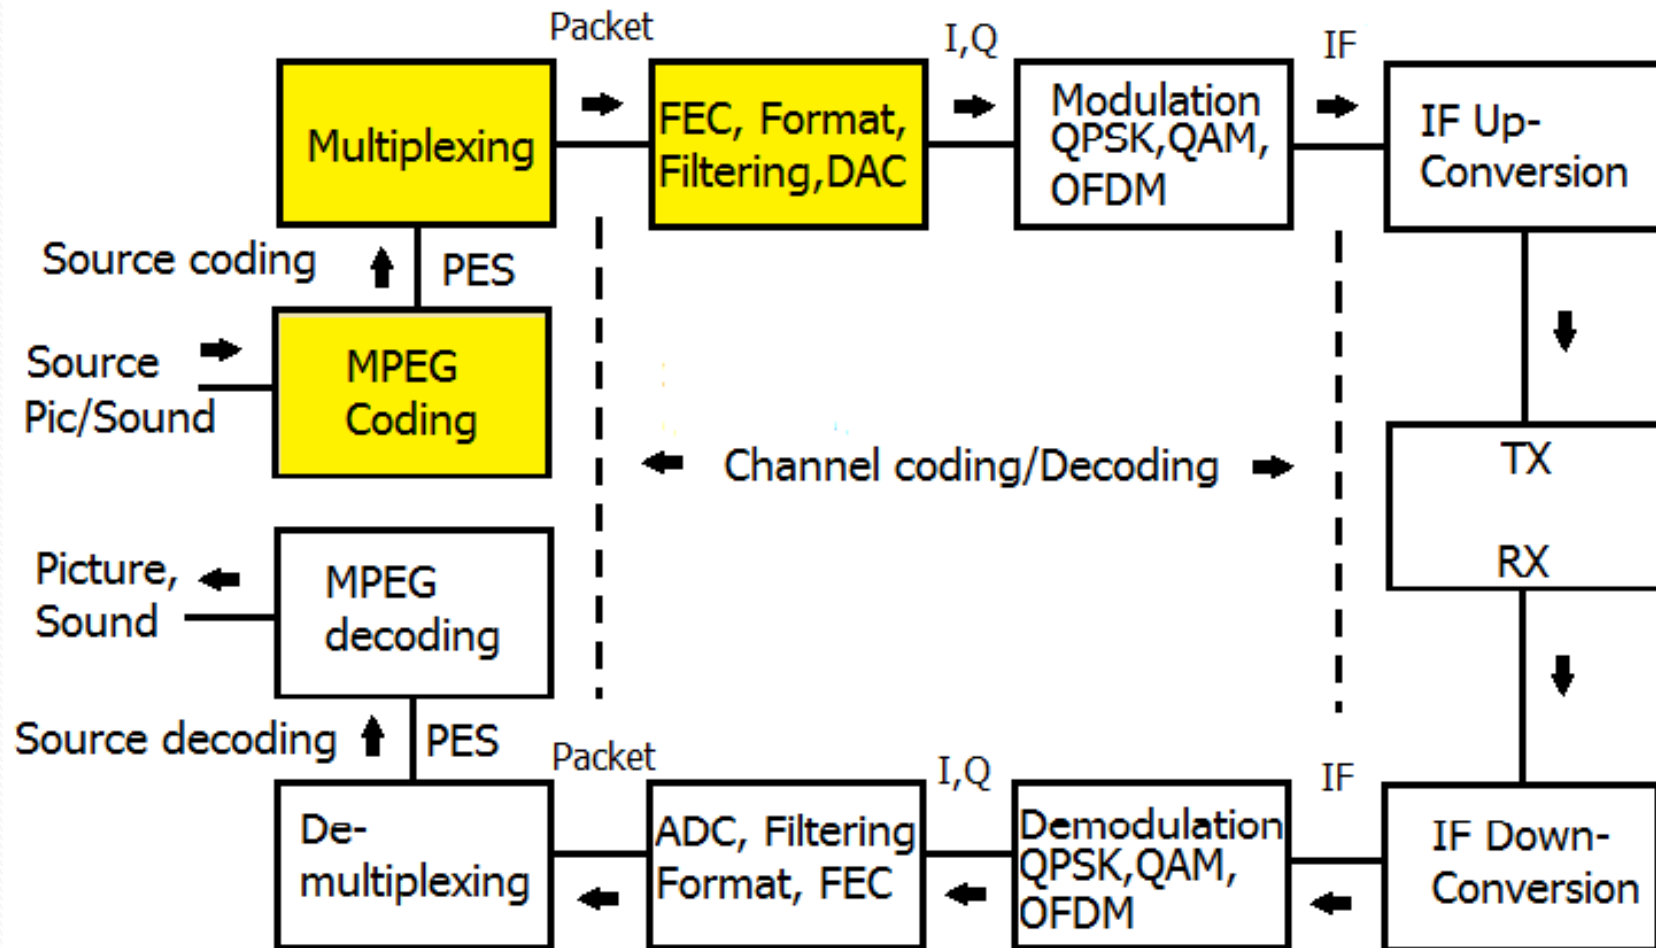 Packet
I,Q
IF
Multiplexing
FEC, Format,
Filtering,DAC
Modulation
QPSK,QAM,
OFDM
IF Up-
Conversion
Source coding
PES
Source
Pic/Sound
MPEG
Coding
Channel coding/Decoding
TX
RX
Picture,
Sound
MPEG
decoding
Source decoding
PES
Packet
I,Q
IF
De-
multiplexing
ADC, Filtering
Format, FEC
Demodulation
QPSK,QAM,
OFDM
IF Down-
Conversion